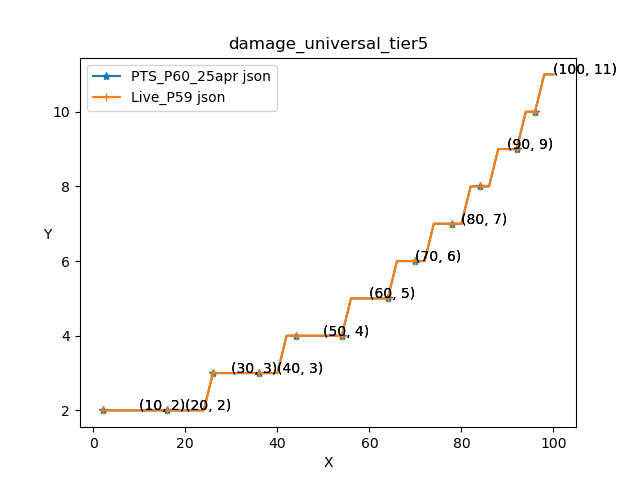 damage_universal_tier5
PTS_P60_25apr json
Live_P59 json
(100, 11)
10
(90, 9)
8
(80, 7)
Y
(70, 6)
6
(60, 5)
(50, 4)
4
(30, 3)(40, 3)
(10, 2)(20, 2)
2
0 20 40 60 80 100
X